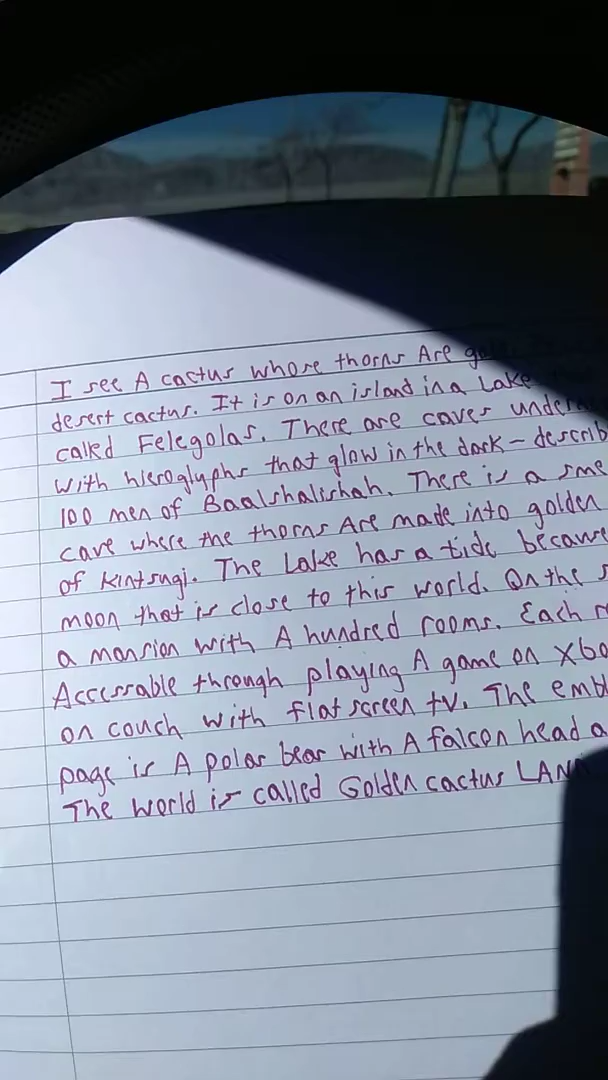 I see A cactus whose thorns Are
desert cactus. It is on an island in a Lake
called Felegolas. There are caves
with hieroglyphs that glow in the dark-
100 men of Baalshalishah. There is a
cave where the thorns Are made into golden
of Kintsugi. The Lake has a tide because
moon that is close to this world. On the
a mansion with A hundred rooms. Each
Accessable through playing A game on
on couch with flat screen tv. The
page is A polar bear with A falcon head
The world is called Golden cactus